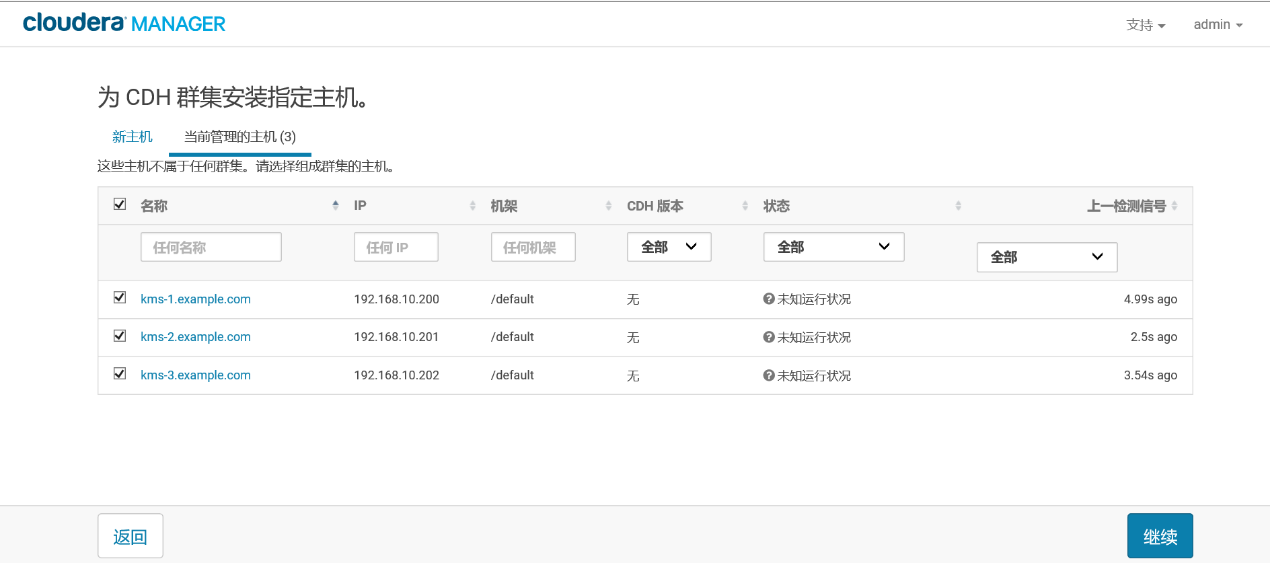 cloudera MANAGER 支持 admin
为 CDH 群集安装指定主机。
新主机 当前管理的主机 (3)
这些主机不属于任何群集。请选择组成群集的主机。
名称 IP 机架 CDH 版本 状态 上一检测信号
任何名称 任何 IP 任何机架 全部 全部 全部
kms-1.example.com 192.168.10.200 /default 无 未知运行状况 4.99s ago
kms-2.example.com 192.168.10.201 /default 无 未知运行状况 2.5s ago
kms-3.example.com 192.168.10.202 /default 无 未知运行状况 3.54s ago
返回 继续